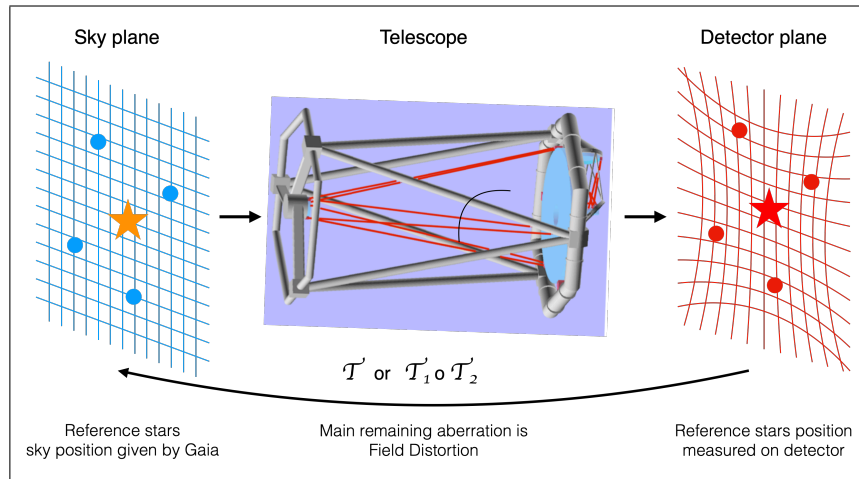 Sky plane
Telescope
Detector plane
𝒯 or 𝒯1 o 𝒯2
Reference stars
sky position given by Gaia
Main remaining aberration is
Field Distortion
Reference stars position
measured on detector